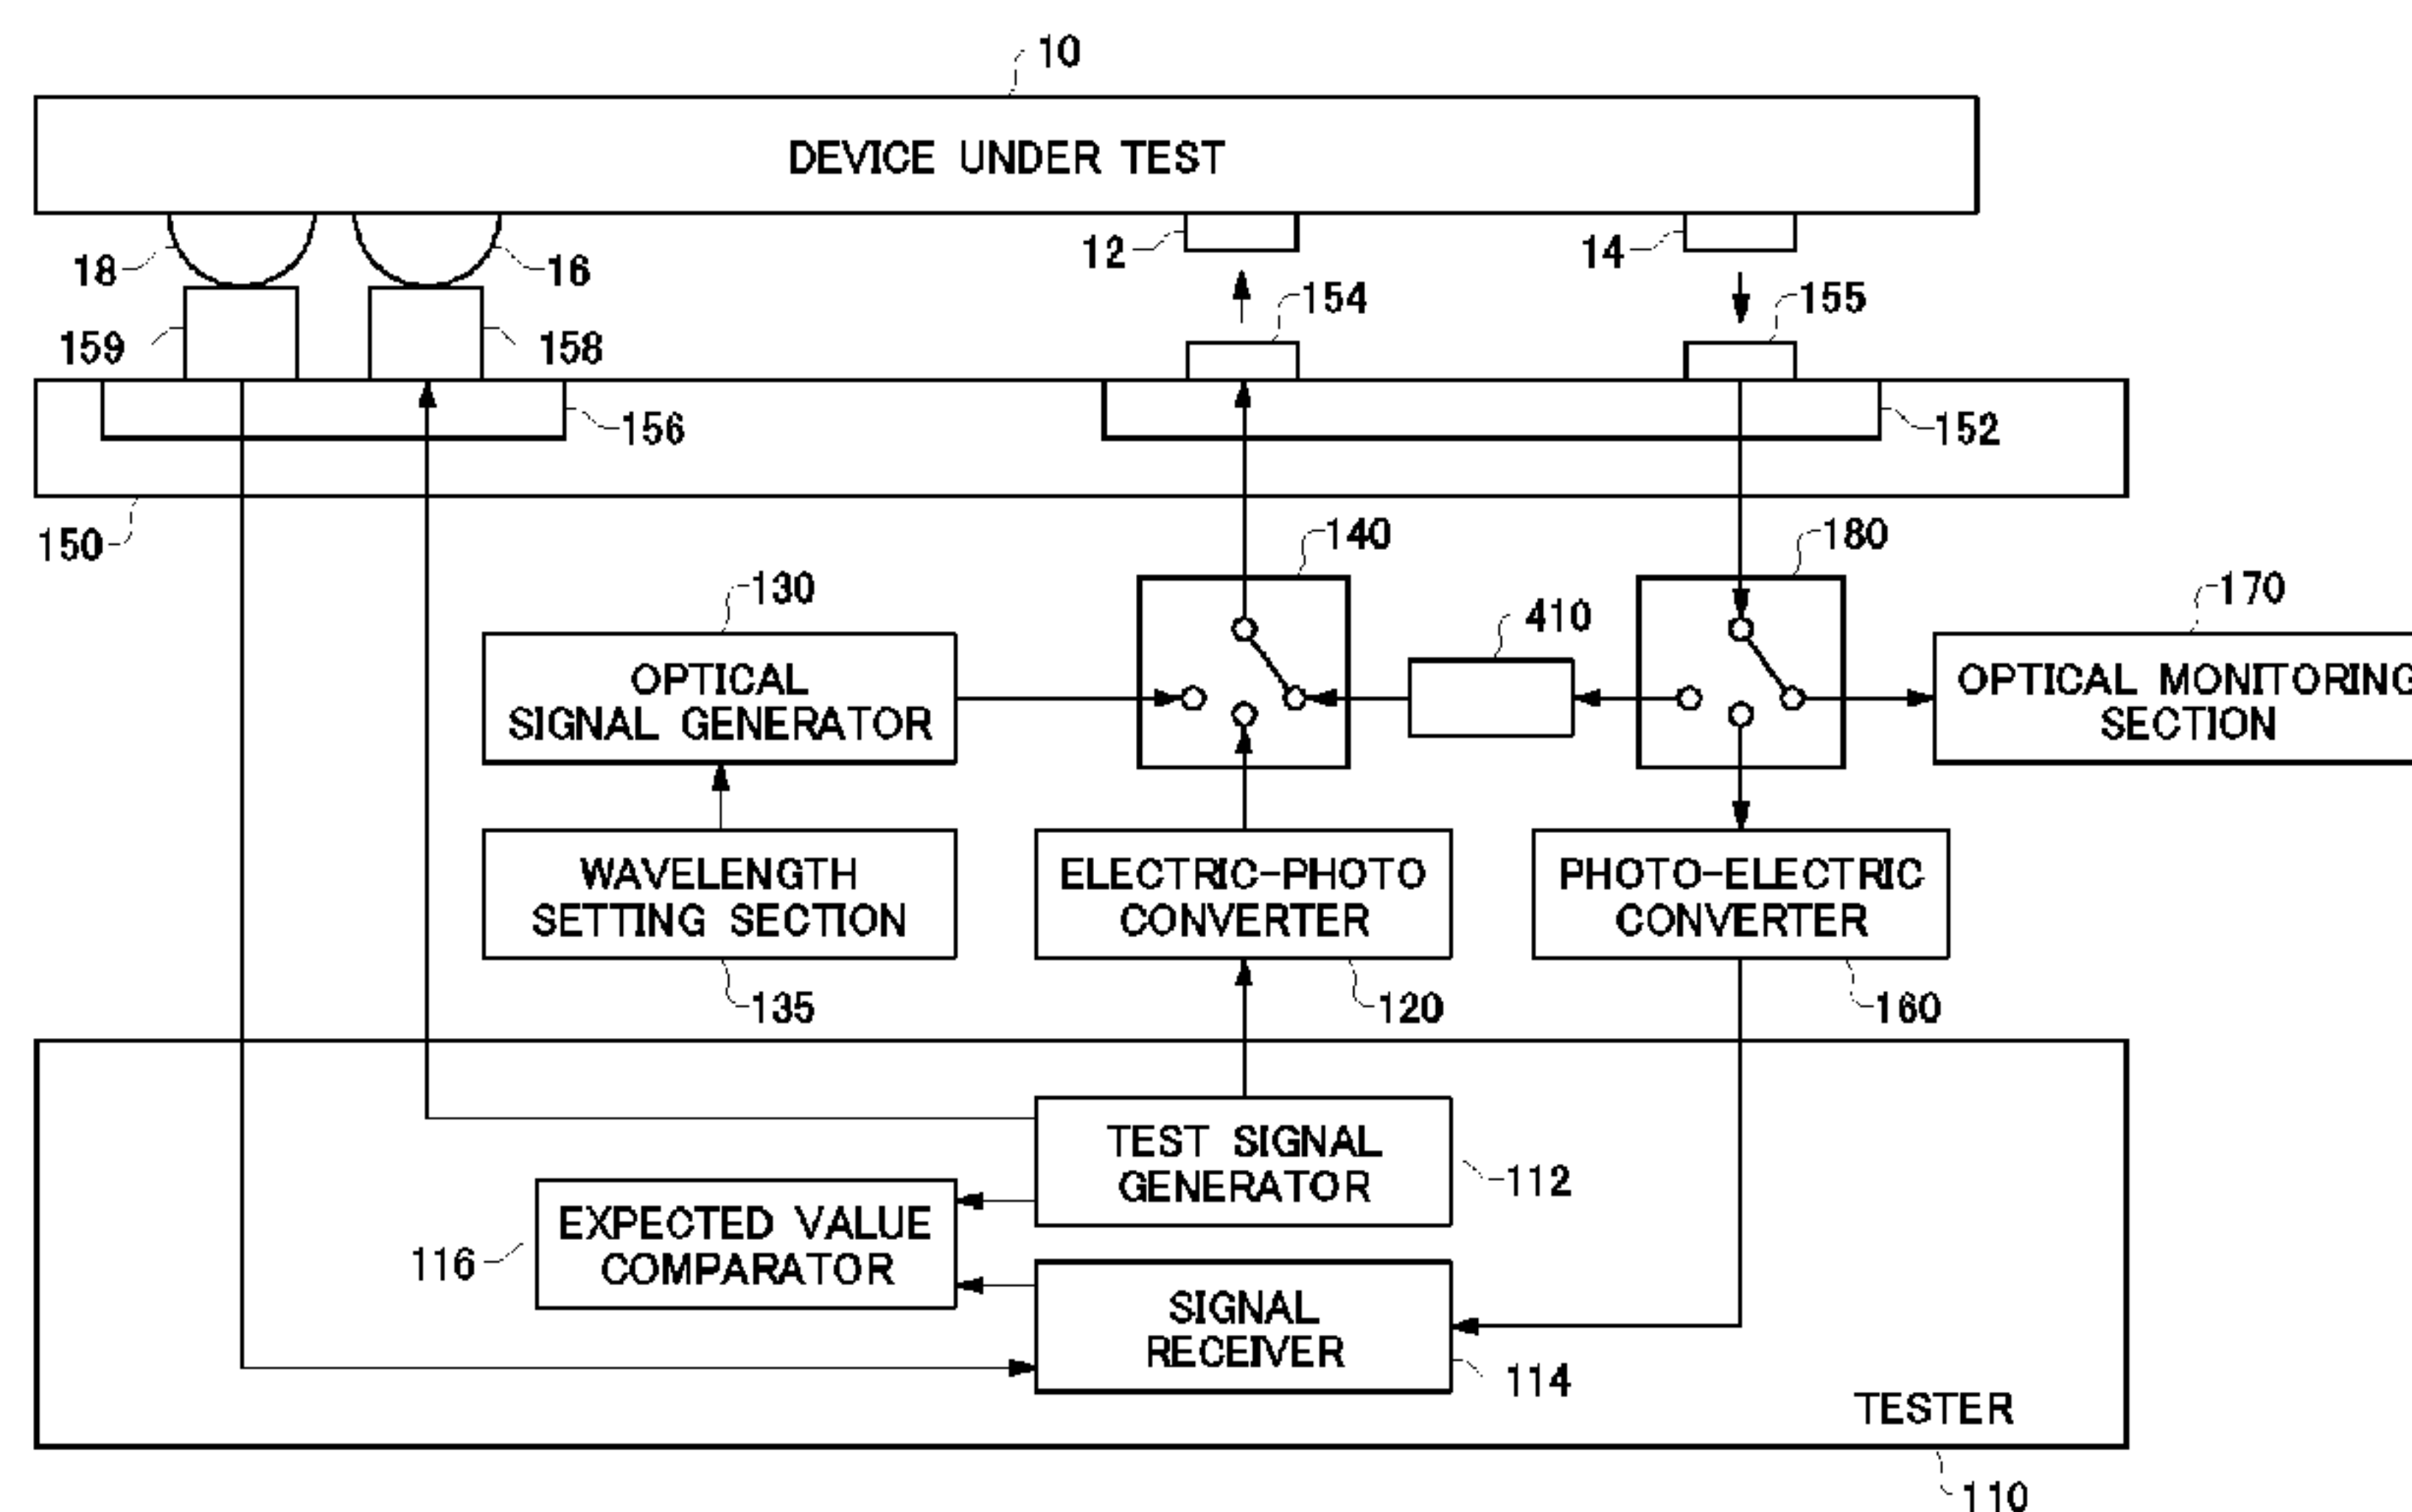 10
DEVICE UNDER TEST
18
16
12
14
159
158
154
155
156
152
150
140
180
130
410
170
OPTICAL
SIGNAL GENERATOR
OPTICAL MONITORING
SECTION
WAVELENGTH
SETTING SECTION
ELECTRIC-PHOTO
CONVERTER
PHOTO-ELECTRIC
CONVERTER
135
120
160
TEST SIGNAL
GENERATOR
112
EXPECTED VALUE
COMPARATOR
116
SIGNAL
RECEIVER
114
TESTER
110